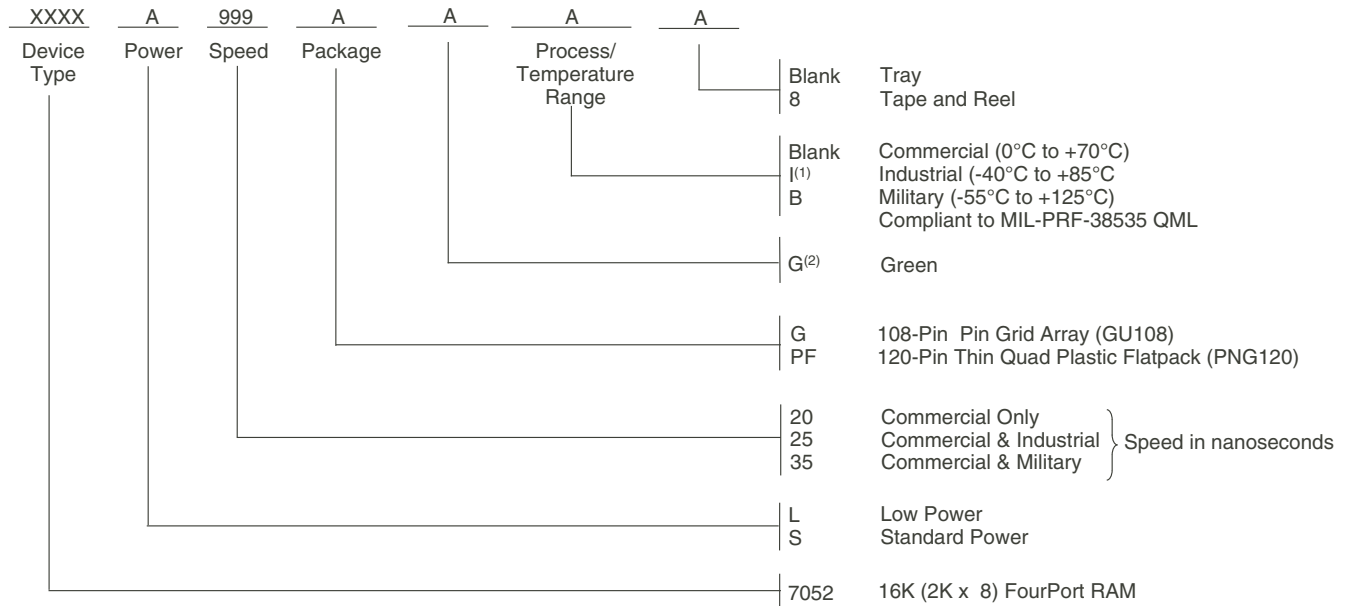 XXXX A 999 A A A A
Device Type Power Speed Package Process/ Temperature Range
Blank Tray
8 Tape and Reel
Blank Commercial (0°C to +70°C)
I(1) Industrial (-40°C to +85°C
B Military (-55°C to +125°C)
Compliant to MIL-PRF-38535 QML
G(2) Green
G 108-Pin Pin Grid Array (GU108)
PF 120-Pin Thin Quad Plastic Flatpack (PNG120)
20 Commercial Only
25 Commercial & Industrial Speed in nanoseconds
35 Commercial & Military
L Low Power
S Standard Power
7052 16K (2K x 8) FourPort RAM